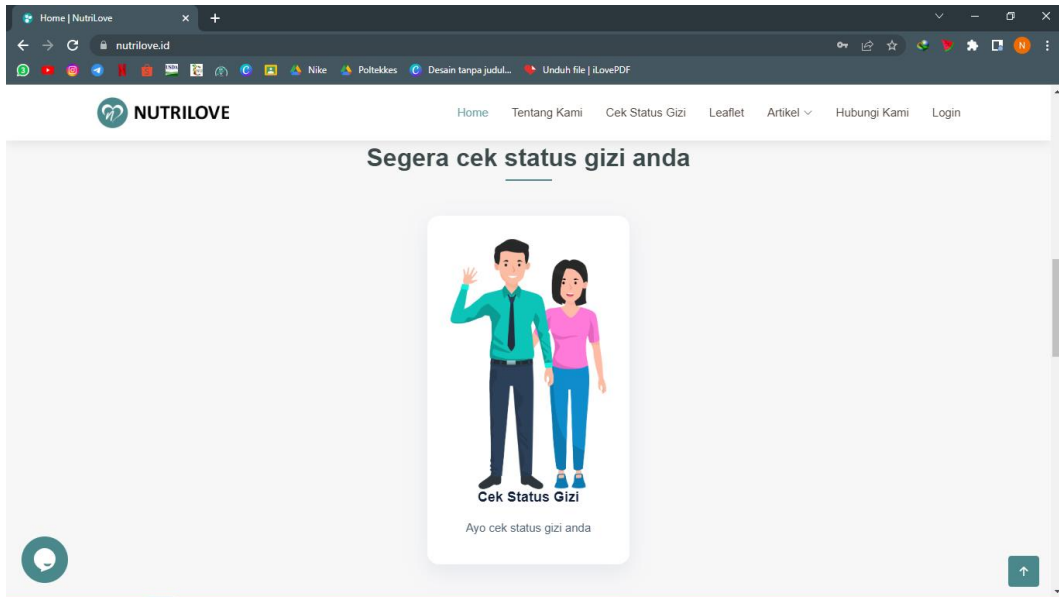 Home | NutriLove
nutrilove.id
N
Nike
Poltekkes
Desain tanpa judul...
Unduh file | iLovePDF
NUTRILOVE
Home
Tentang Kami
Cek Status Gizi
Leaflet
Artikel
Hubungi Kami
Login
Segera cek status gizi anda
Cek Status Gizi
Ayo cek status gizi anda